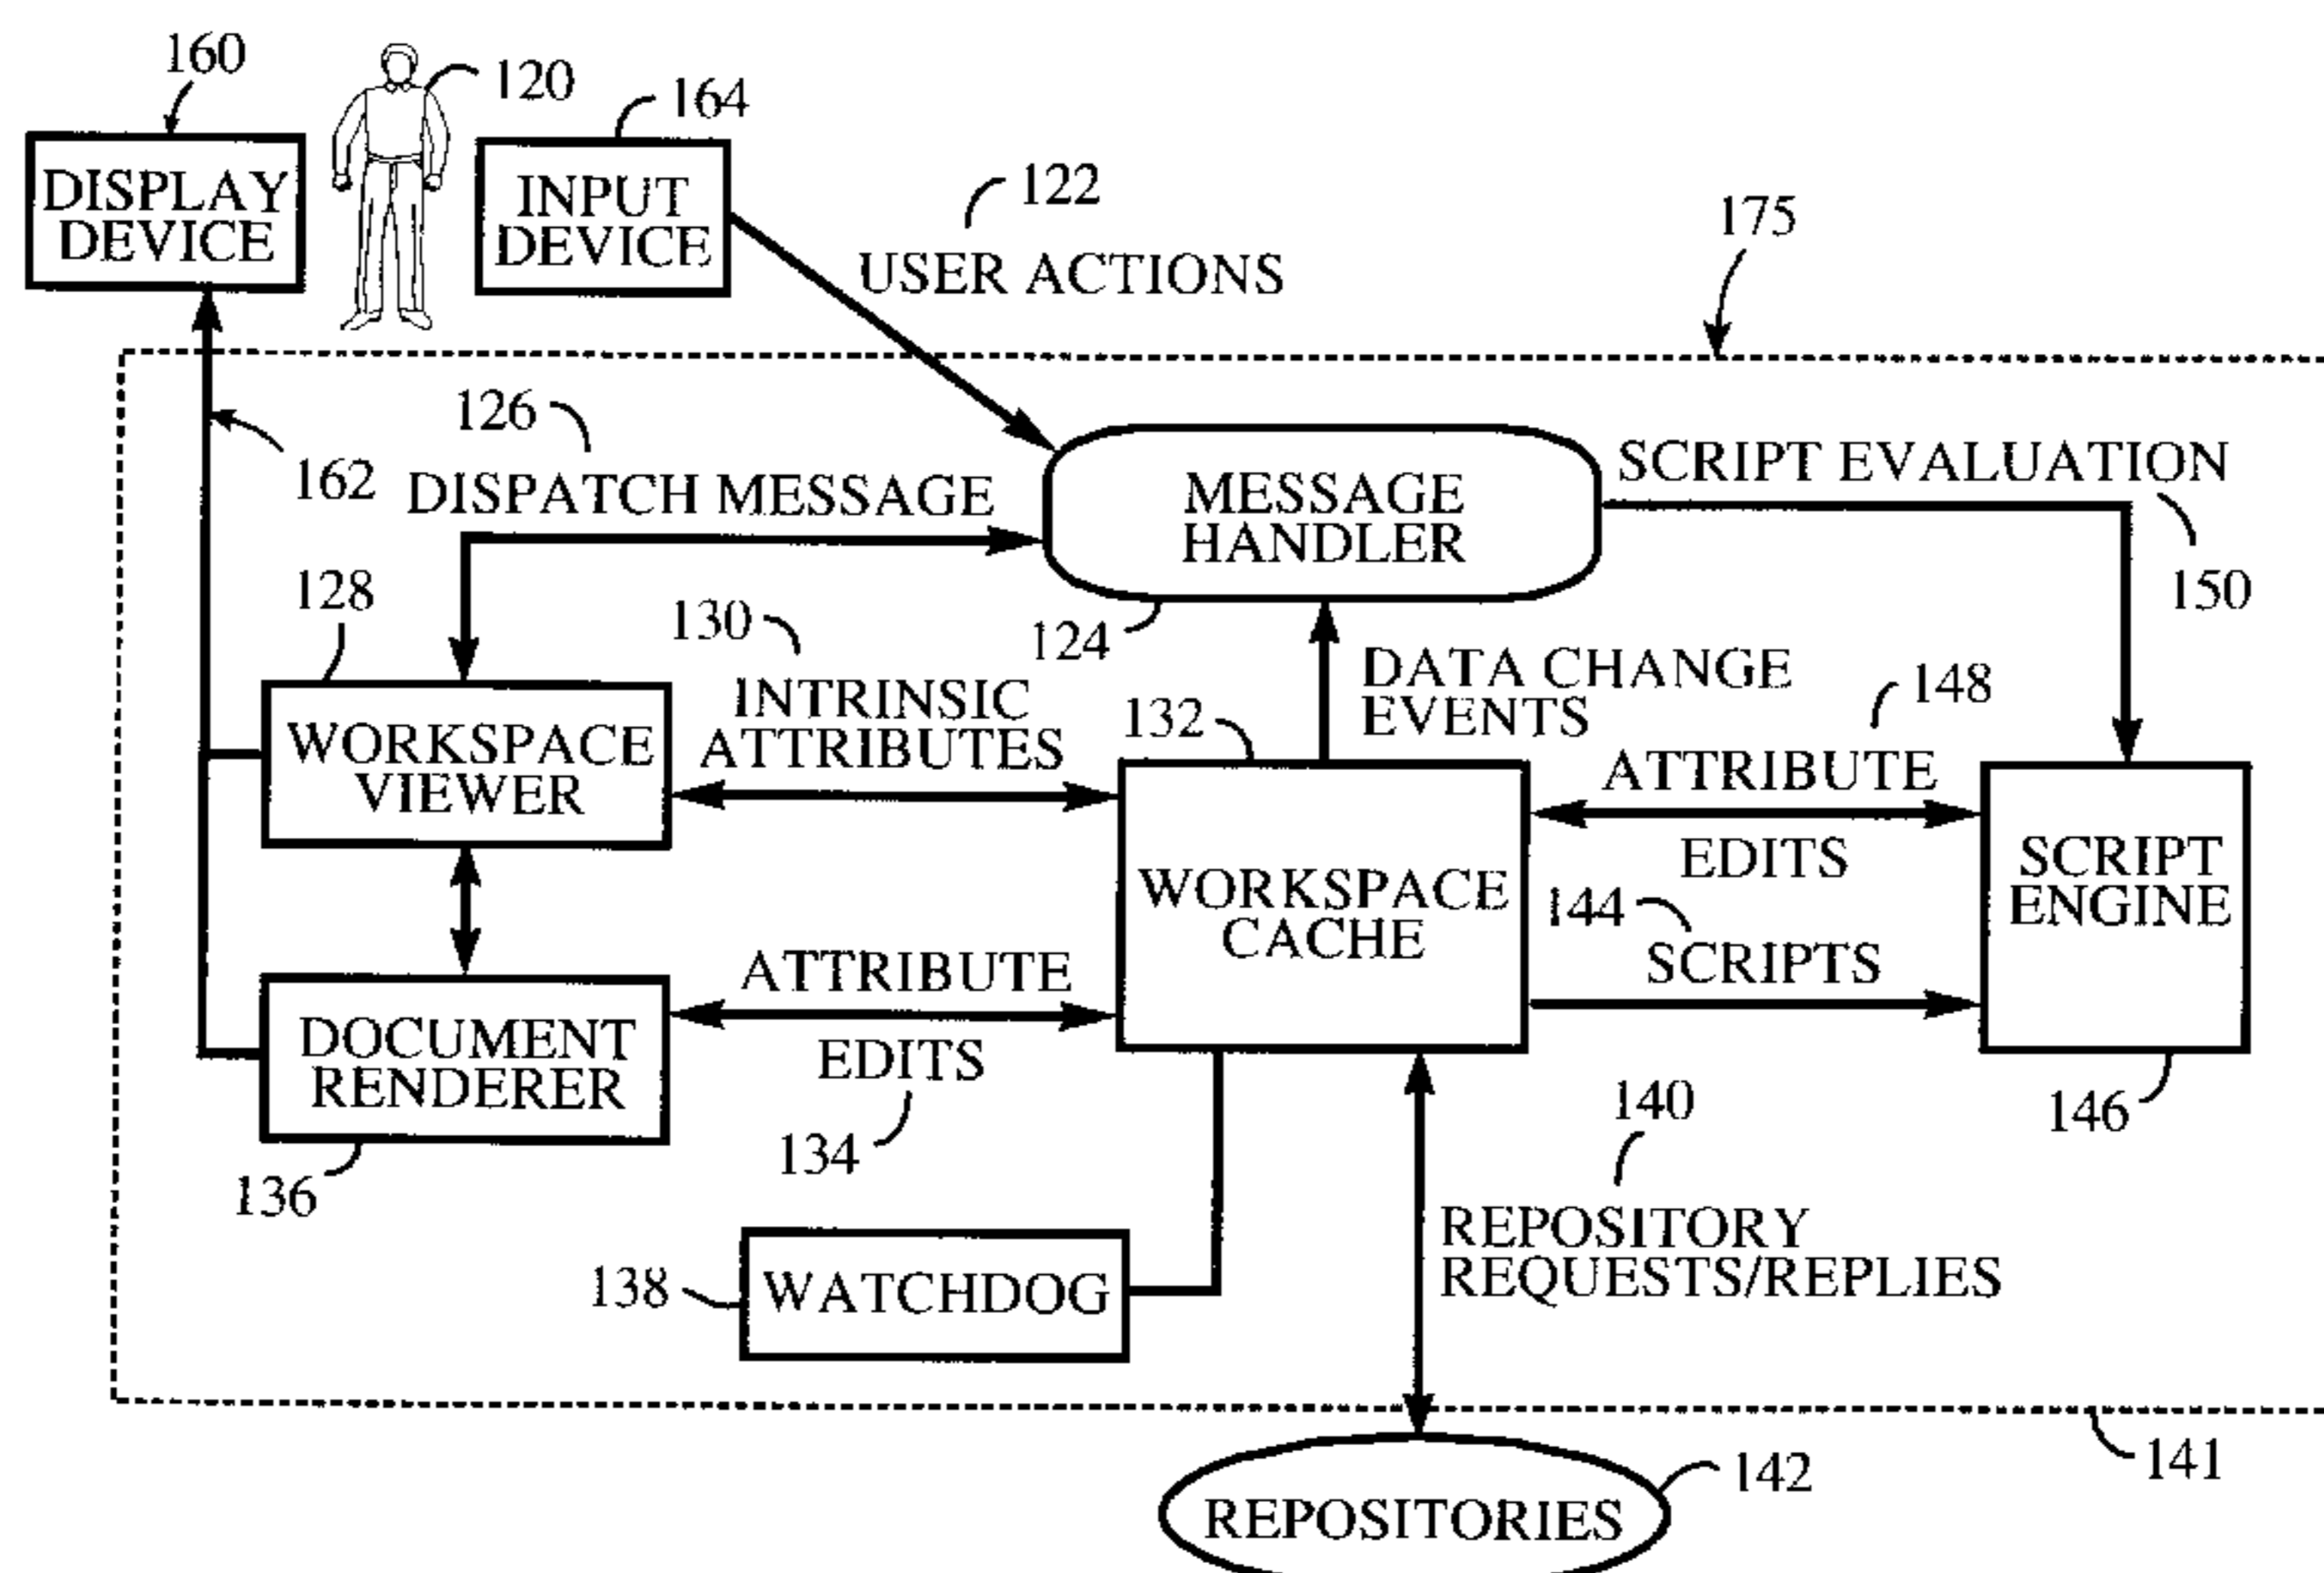 160
120
164
DISPLAY
DEVICE
INPUT
DEVICE
122
USER ACTIONS
175
126
DISPATCH MESSAGE
162
MESSAGE
HANDLER
124
SCRIPT EVALUATION
150
128
WORKSPACE
VIEWER
130
INTRINSIC
ATTRIBUTES
132
DATA CHANGE
EVENTS
148
ATTRIBUTE
EDITS
WORKSPACE
CACHE
144
SCRIPTS
SCRIPT
ENGINE
146
DOCUMENT
RENDERER
136
ATTRIBUTE
EDITS
134
138
WATCHDOG
140
REPOSITORY
REQUESTS/REPLIES
141
REPOSITORIES
142